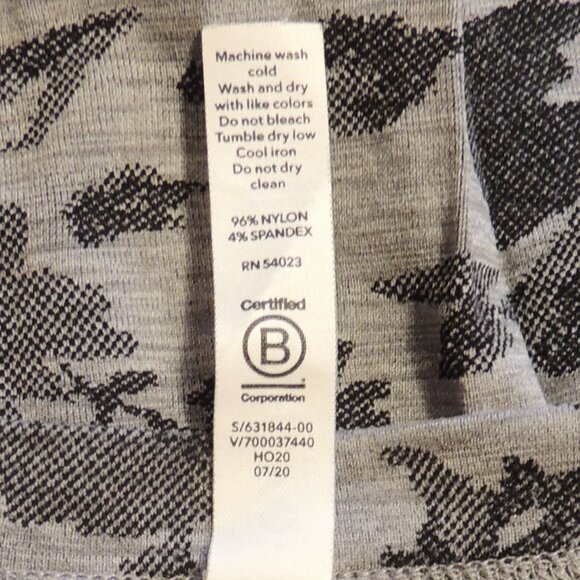 Machine wash
cold
Wash and dry
with like colors
Do not bleach
Tumble dry low
Cool iron
Do not dry
clean
96% NYLON
4% SPANDEX
RN 54023
Certified
B
Corporation
S/631844-00
V/700037440
HO20
07/20